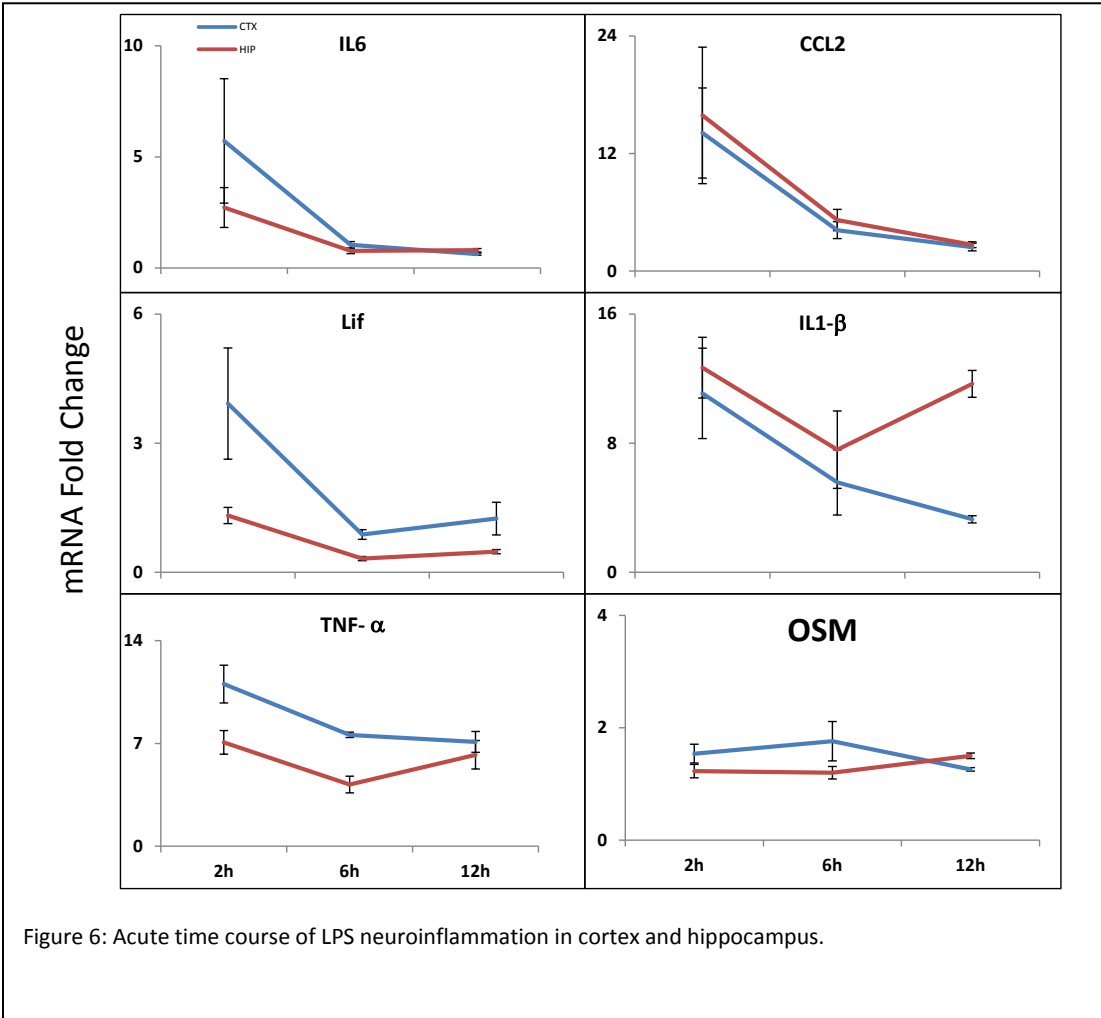 mRNA Fold Change
IL6
CTX
HIP
10
5
0
CCL2
24
12
0
Lif
6
3
0
IL1-β
16
8
0
TNF- α
14
7
0
2h 6h 12h
OSM
4
2
0
2h 6h 12h
Figure 6: Acute time course of LPS neuroinflammation in cortex and hippocampus.